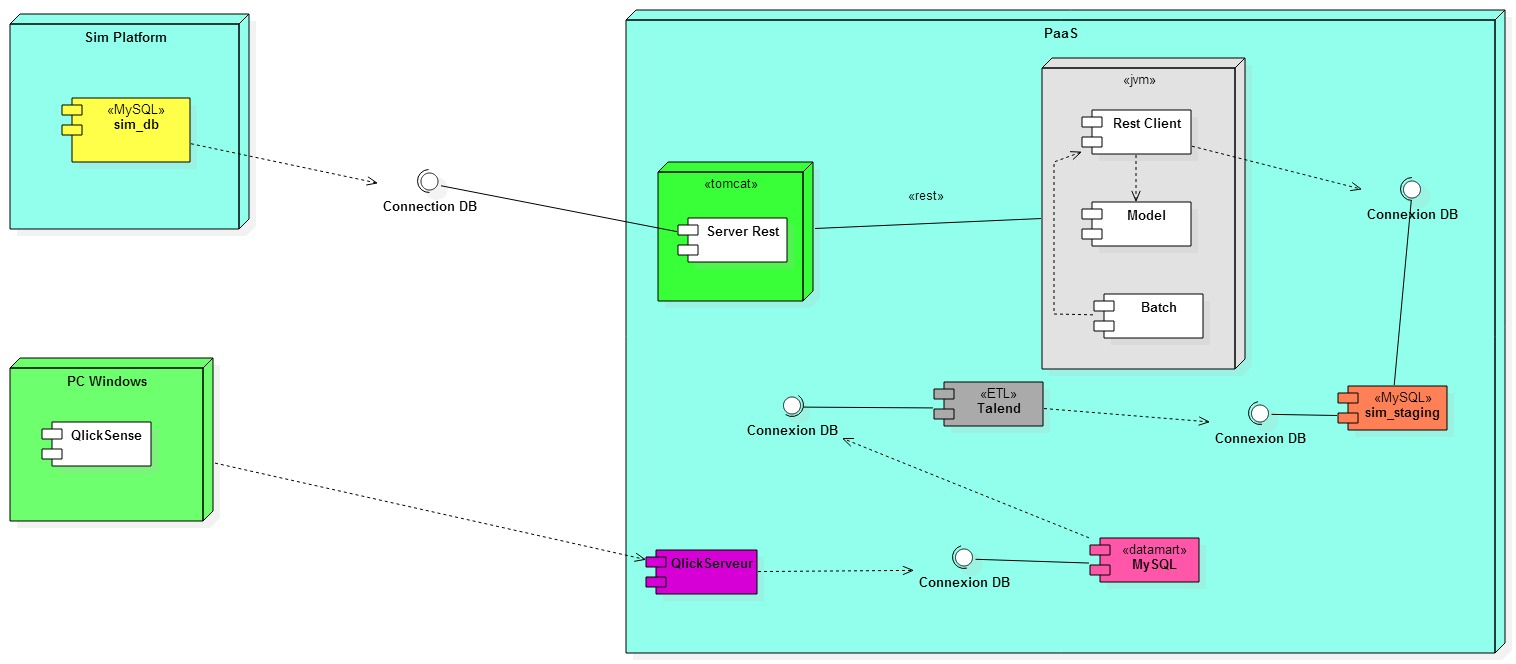 Sim Platform
«MySQL»
sim_db
Connection DB
PaaS
«tomcat»
Server Rest
«rest»
«jvm»
Rest Client
Model
Batch
Connexion DB
PC Windows
QlickSense
Connexion DB
«ETL»
Talend
Connexion DB
«MySQL»
sim_staging
QlickServeur
Connexion DB
«datamart»
MySQL